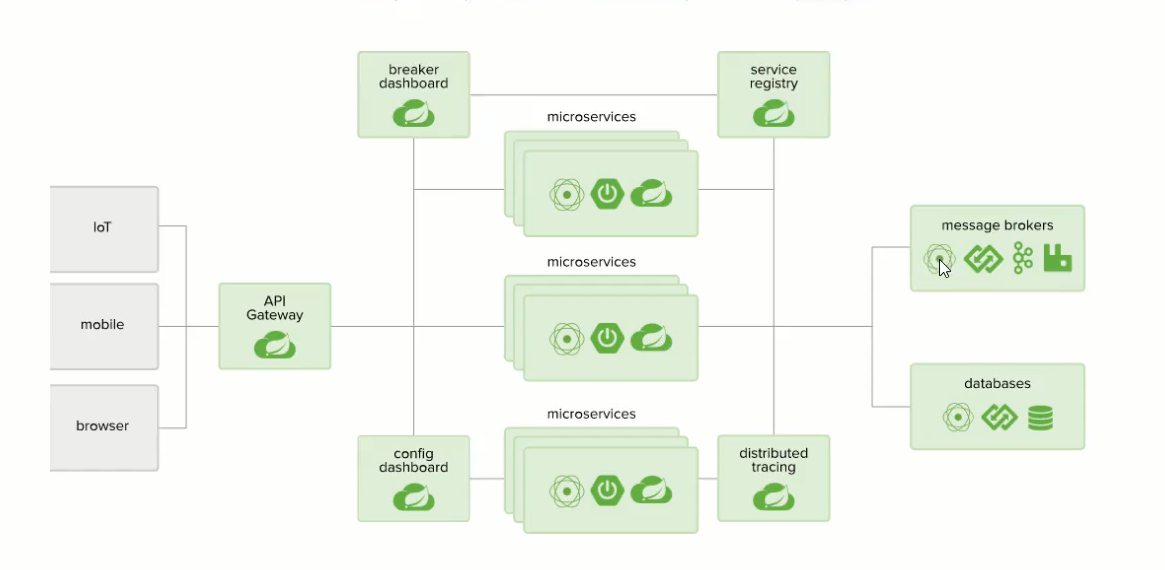 breaker
dashboard
service
registry
microservices
IoT
message brokers
microservices
API
Gateway
mobile
databases
microservices
browser
config
dashboard
distributed
tracing